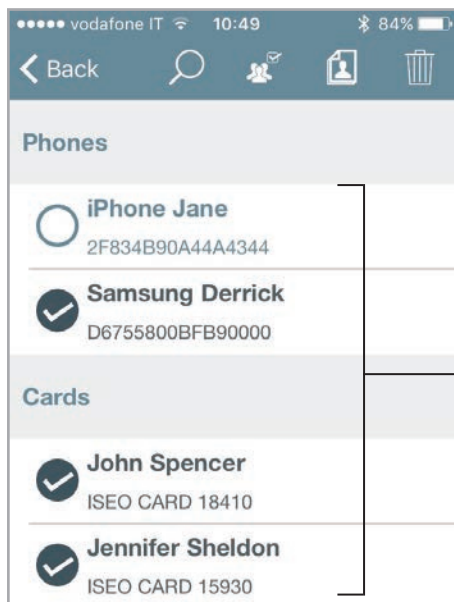 vodafone IT 10:49 84%
Back
Phones
iPhone Jane
2F834B90A44A4344
Samsung Derrick
D6755800BFB90000
Cards
John Spencer
ISEO CARD 18410
Jennifer Sheldon
ISEO CARD 15930